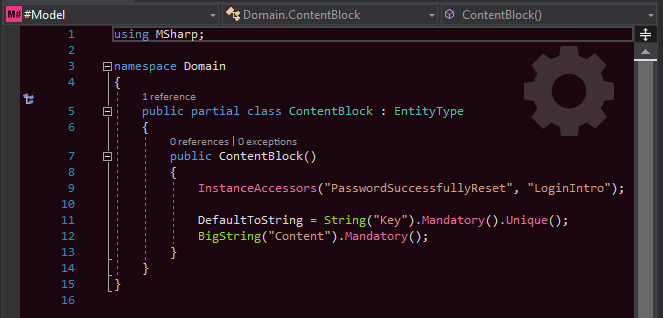 M# #Model
Domain.ContentBlock
ContentBlock()
1 using MSharp;
2
3 namespace Domain
4 {
1 reference
5 public partial class ContentBlock : EntityType
6 {
0 references | 0 exceptions
7 public ContentBlock()
8 {
9 InstanceAccessors("PasswordSuccessfullyReset", "LoginIntro");
10
11 DefaultToString = String("Key").Mandatory().Unique();
12 BigString("Content").Mandatory();
13 }
14 }
15 }
16